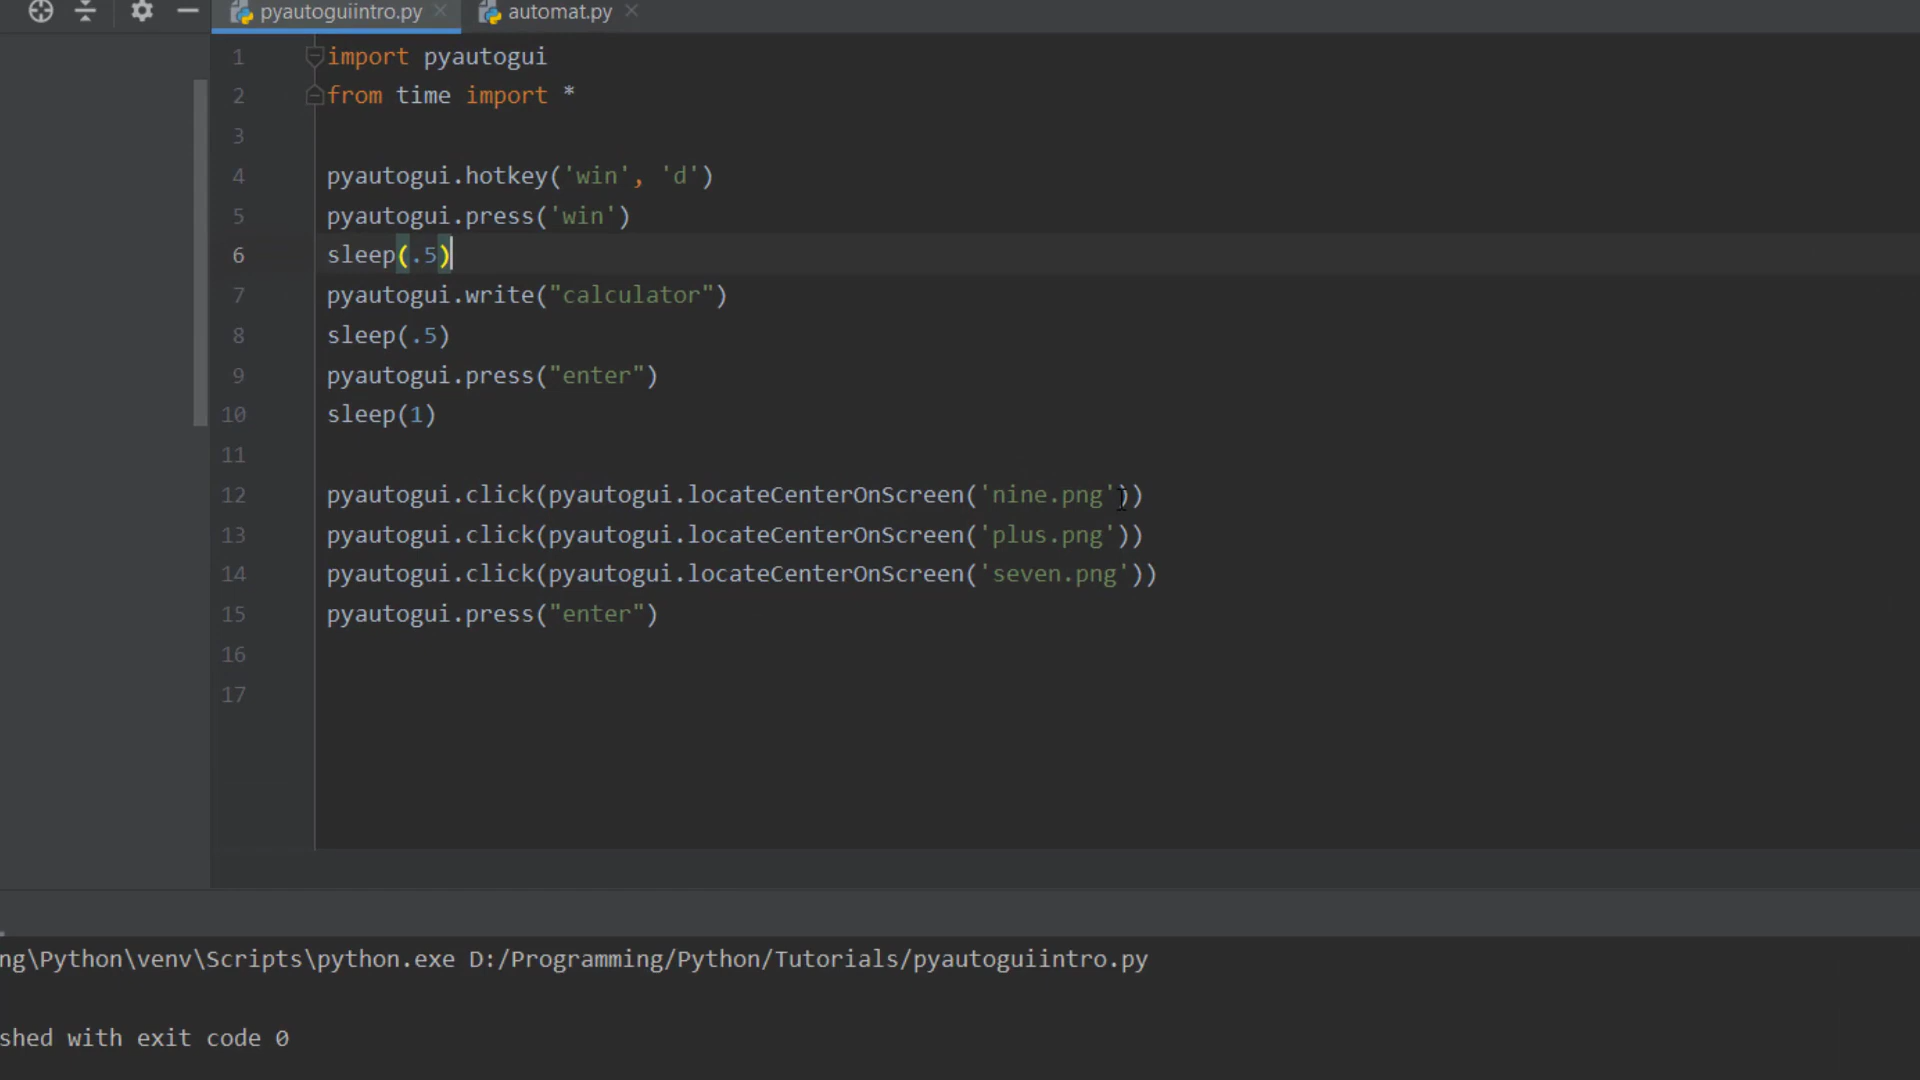 pyautoguiintro.py automat.py
1 import pyautogui
2 from time import *
3
4 pyautogui.hotkey('win', 'd')
5 pyautogui.press('win')
6 sleep(.5)
7 pyautogui.write("calculator")
8 sleep(.5)
9 pyautogui.press("enter")
10 sleep(1)
11
12 pyautogui.click(pyautogui.locateCenterOnScreen('nine.png'))
13 pyautogui.click(pyautogui.locateCenterOnScreen('plus.png'))
14 pyautogui.click(pyautogui.locateCenterOnScreen('seven.png'))
15 pyautogui.press("enter")
16
17
ng\Python\venv\Scripts\python.exe D:/Programming/Python/Tutorials/pyautoguiintro.py
shed with exit code 0